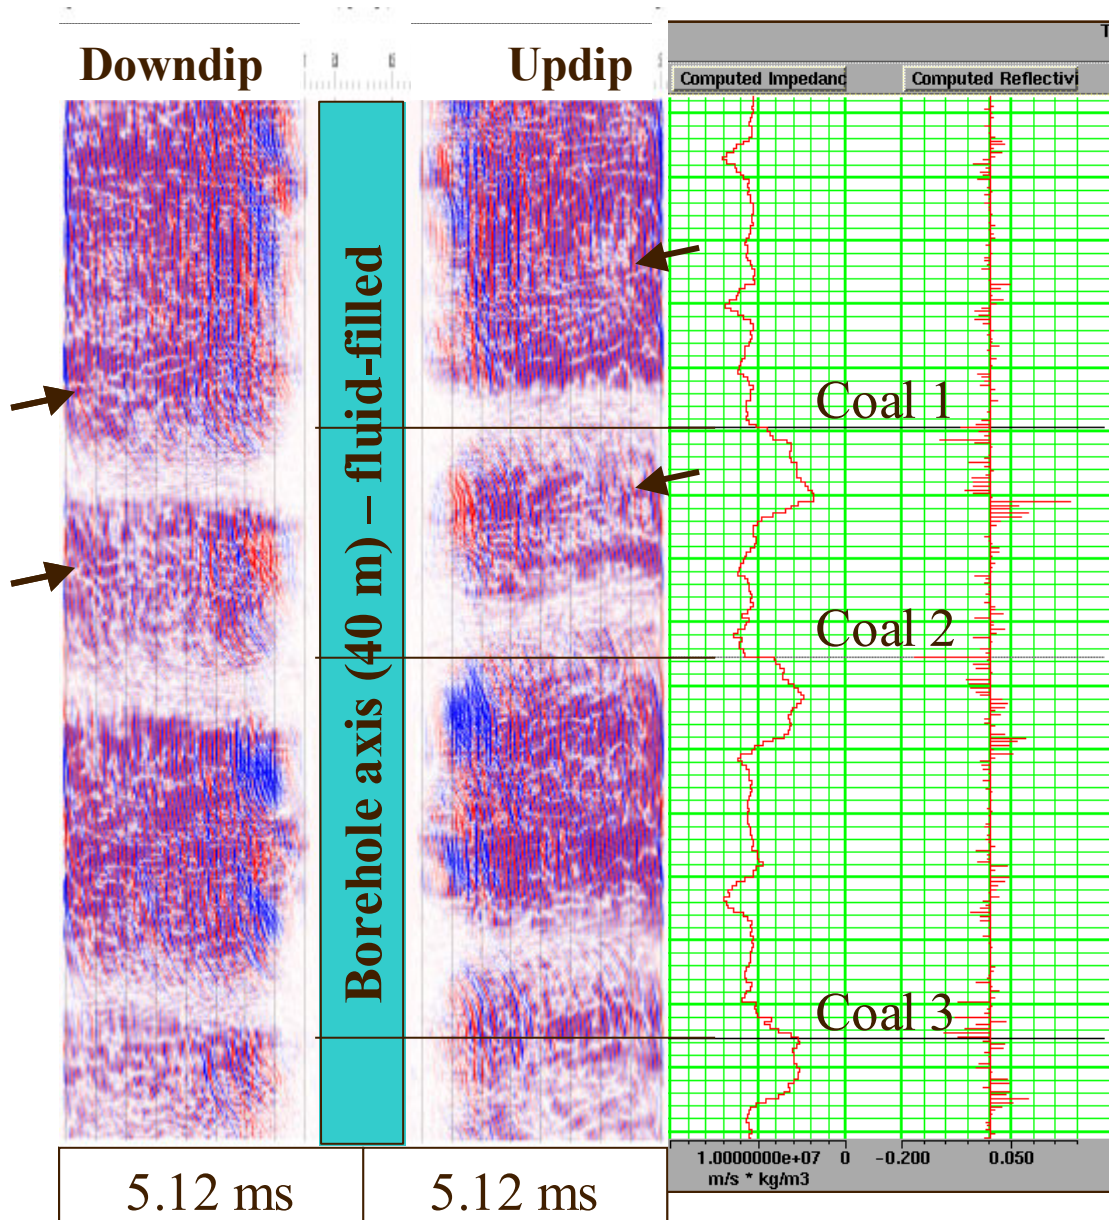 Downdip
Updip
T
Computed Impedanc
Computed Reflectivi
Borehole axis (40 m) – fluid-filled
Coal 1
Coal 2
Coal 3
1.0000000e+07 0 -0.200 0.050
m/s * kg/m3
5.12 ms
5.12 ms